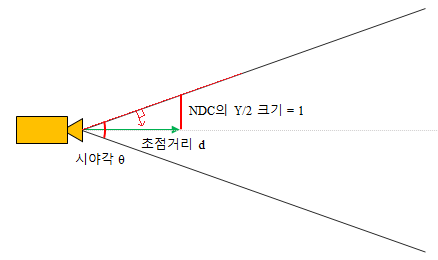 NDC의 Y/2 크기 = 1
초점거리 d
시야각 θ